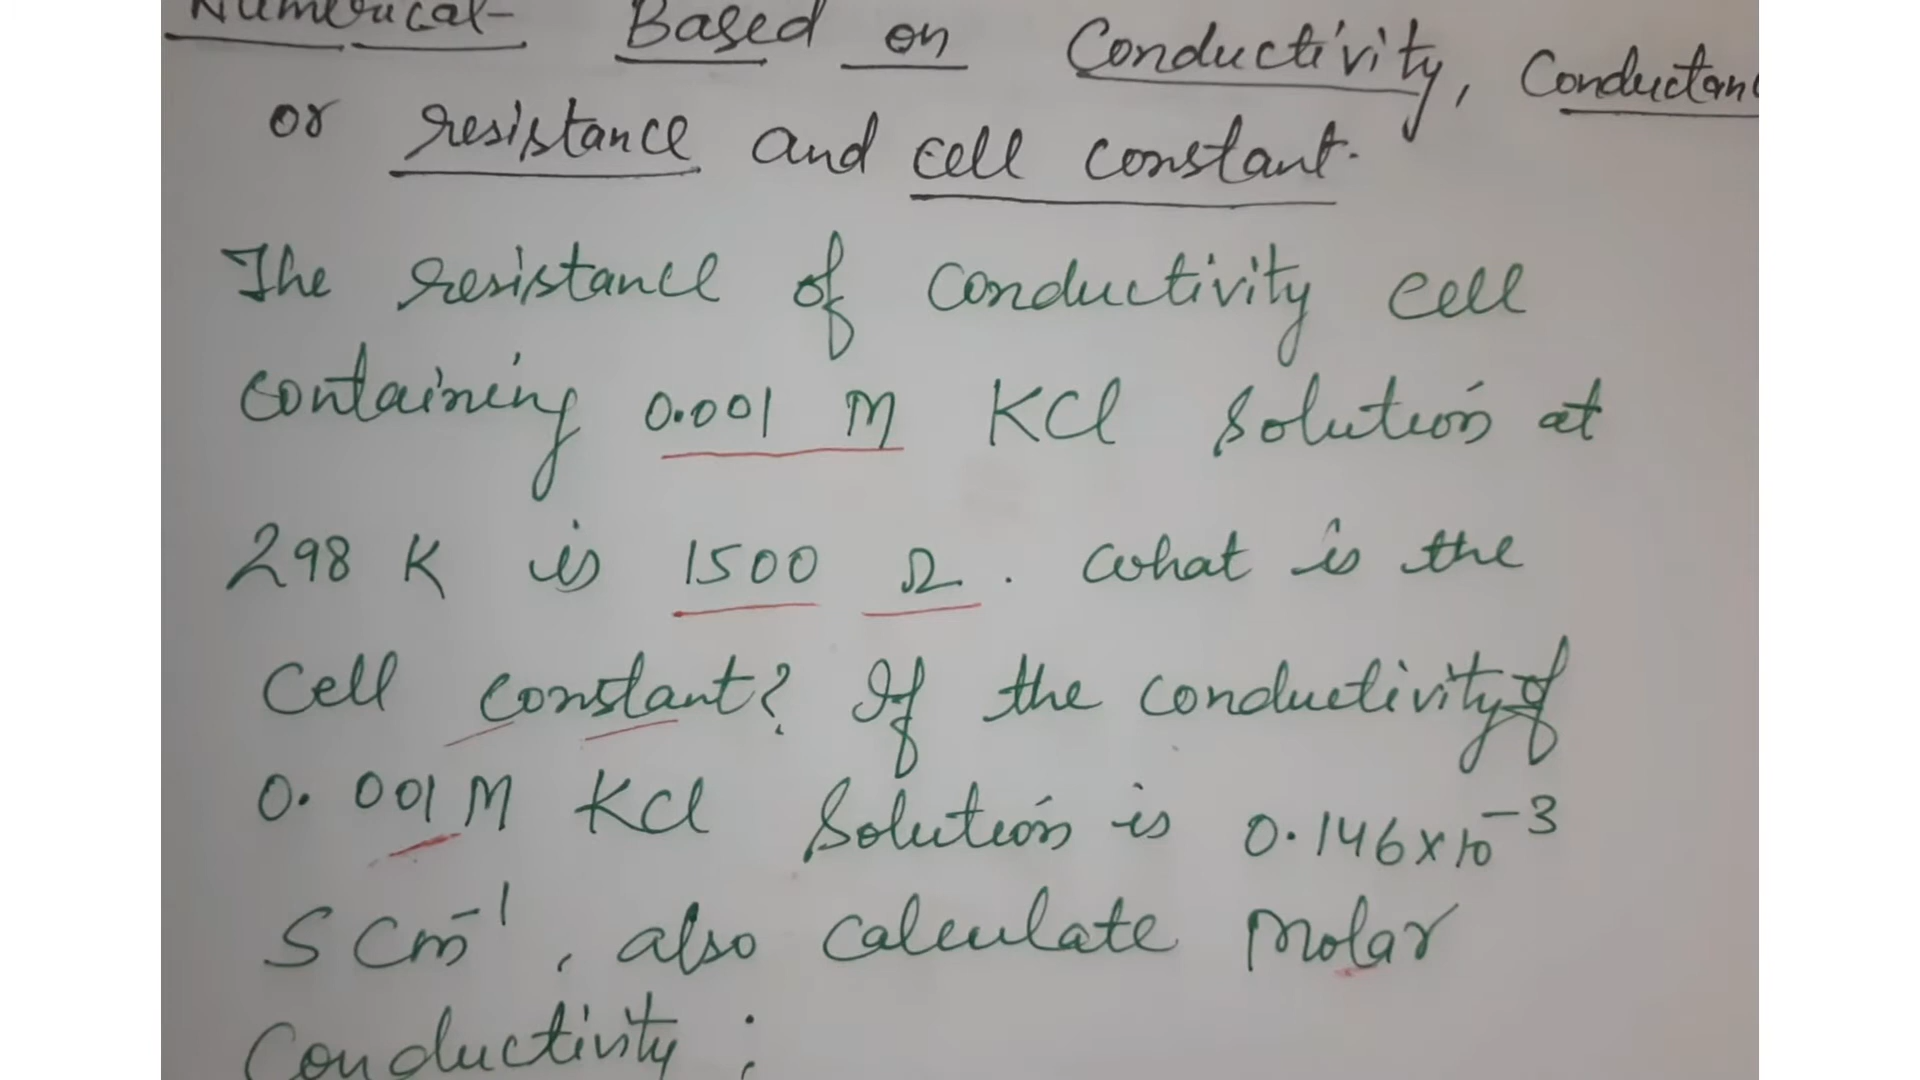 Numerical Based on Conductivity, Conductanc
or resistance and cell constant.
The resistance of conductivity cell
containing 0.001 M KCl solution at
298 K is 1500 Ω. What is the
Cell constant? If the conductivity of
0.001 M KCl solution is 0.146×10⁻³
S Cm⁻¹, also calculate molar
Conductivity :